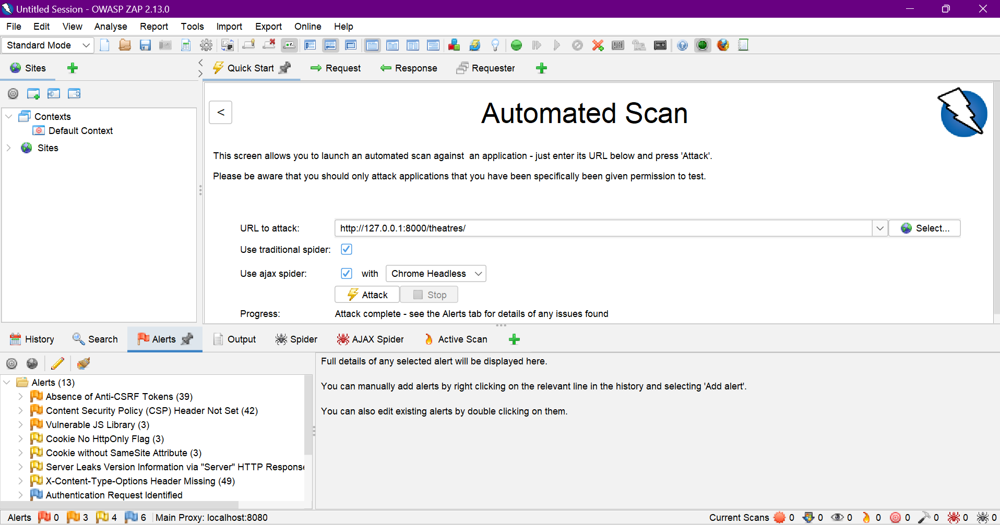 Untitled Session - OWASP ZAP 2.13.0
File Edit View Analyse Report Tools Import Export Online Help
Standard Mode
Sites
Quick Start Request Response Requester
Contexts
Default Context
Sites
<
Automated Scan
This screen allows you to launch an automated scan against  an application - just enter its URL below and press 'Attack'.
Please be aware that you should only attack applications that you have been specifically been given permission to test.
URL to attack: http://127.0.0.1:8000/theatres/ Select...
Use traditional spider:
Use ajax spider: with Chrome Headless
Attack Stop
Progress: Attack complete - see the Alerts tab for details of any issues found
History Search Alerts Output Spider AJAX Spider Active Scan
Alerts (13)
Absence of Anti-CSRF Tokens (39)
Content Security Policy (CSP) Header Not Set (42)
Vulnerable JS Library (3)
Cookie No HttpOnly Flag (3)
Cookie without SameSite Attribute (3)
Server Leaks Version Information via "Server" HTTP Response
X-Content-Type-Options Header Missing (49)
Authentication Request Identified
Full details of any selected alert will be displayed here.
You can manually add alerts by right clicking on the relevant line in the history and selecting 'Add alert'.
You can also edit existing alerts by double clicking on them.
Alerts 0 3 4 6 Main Proxy: localhost:8080
Current Scans 0 0 0 0 0 0 0 0